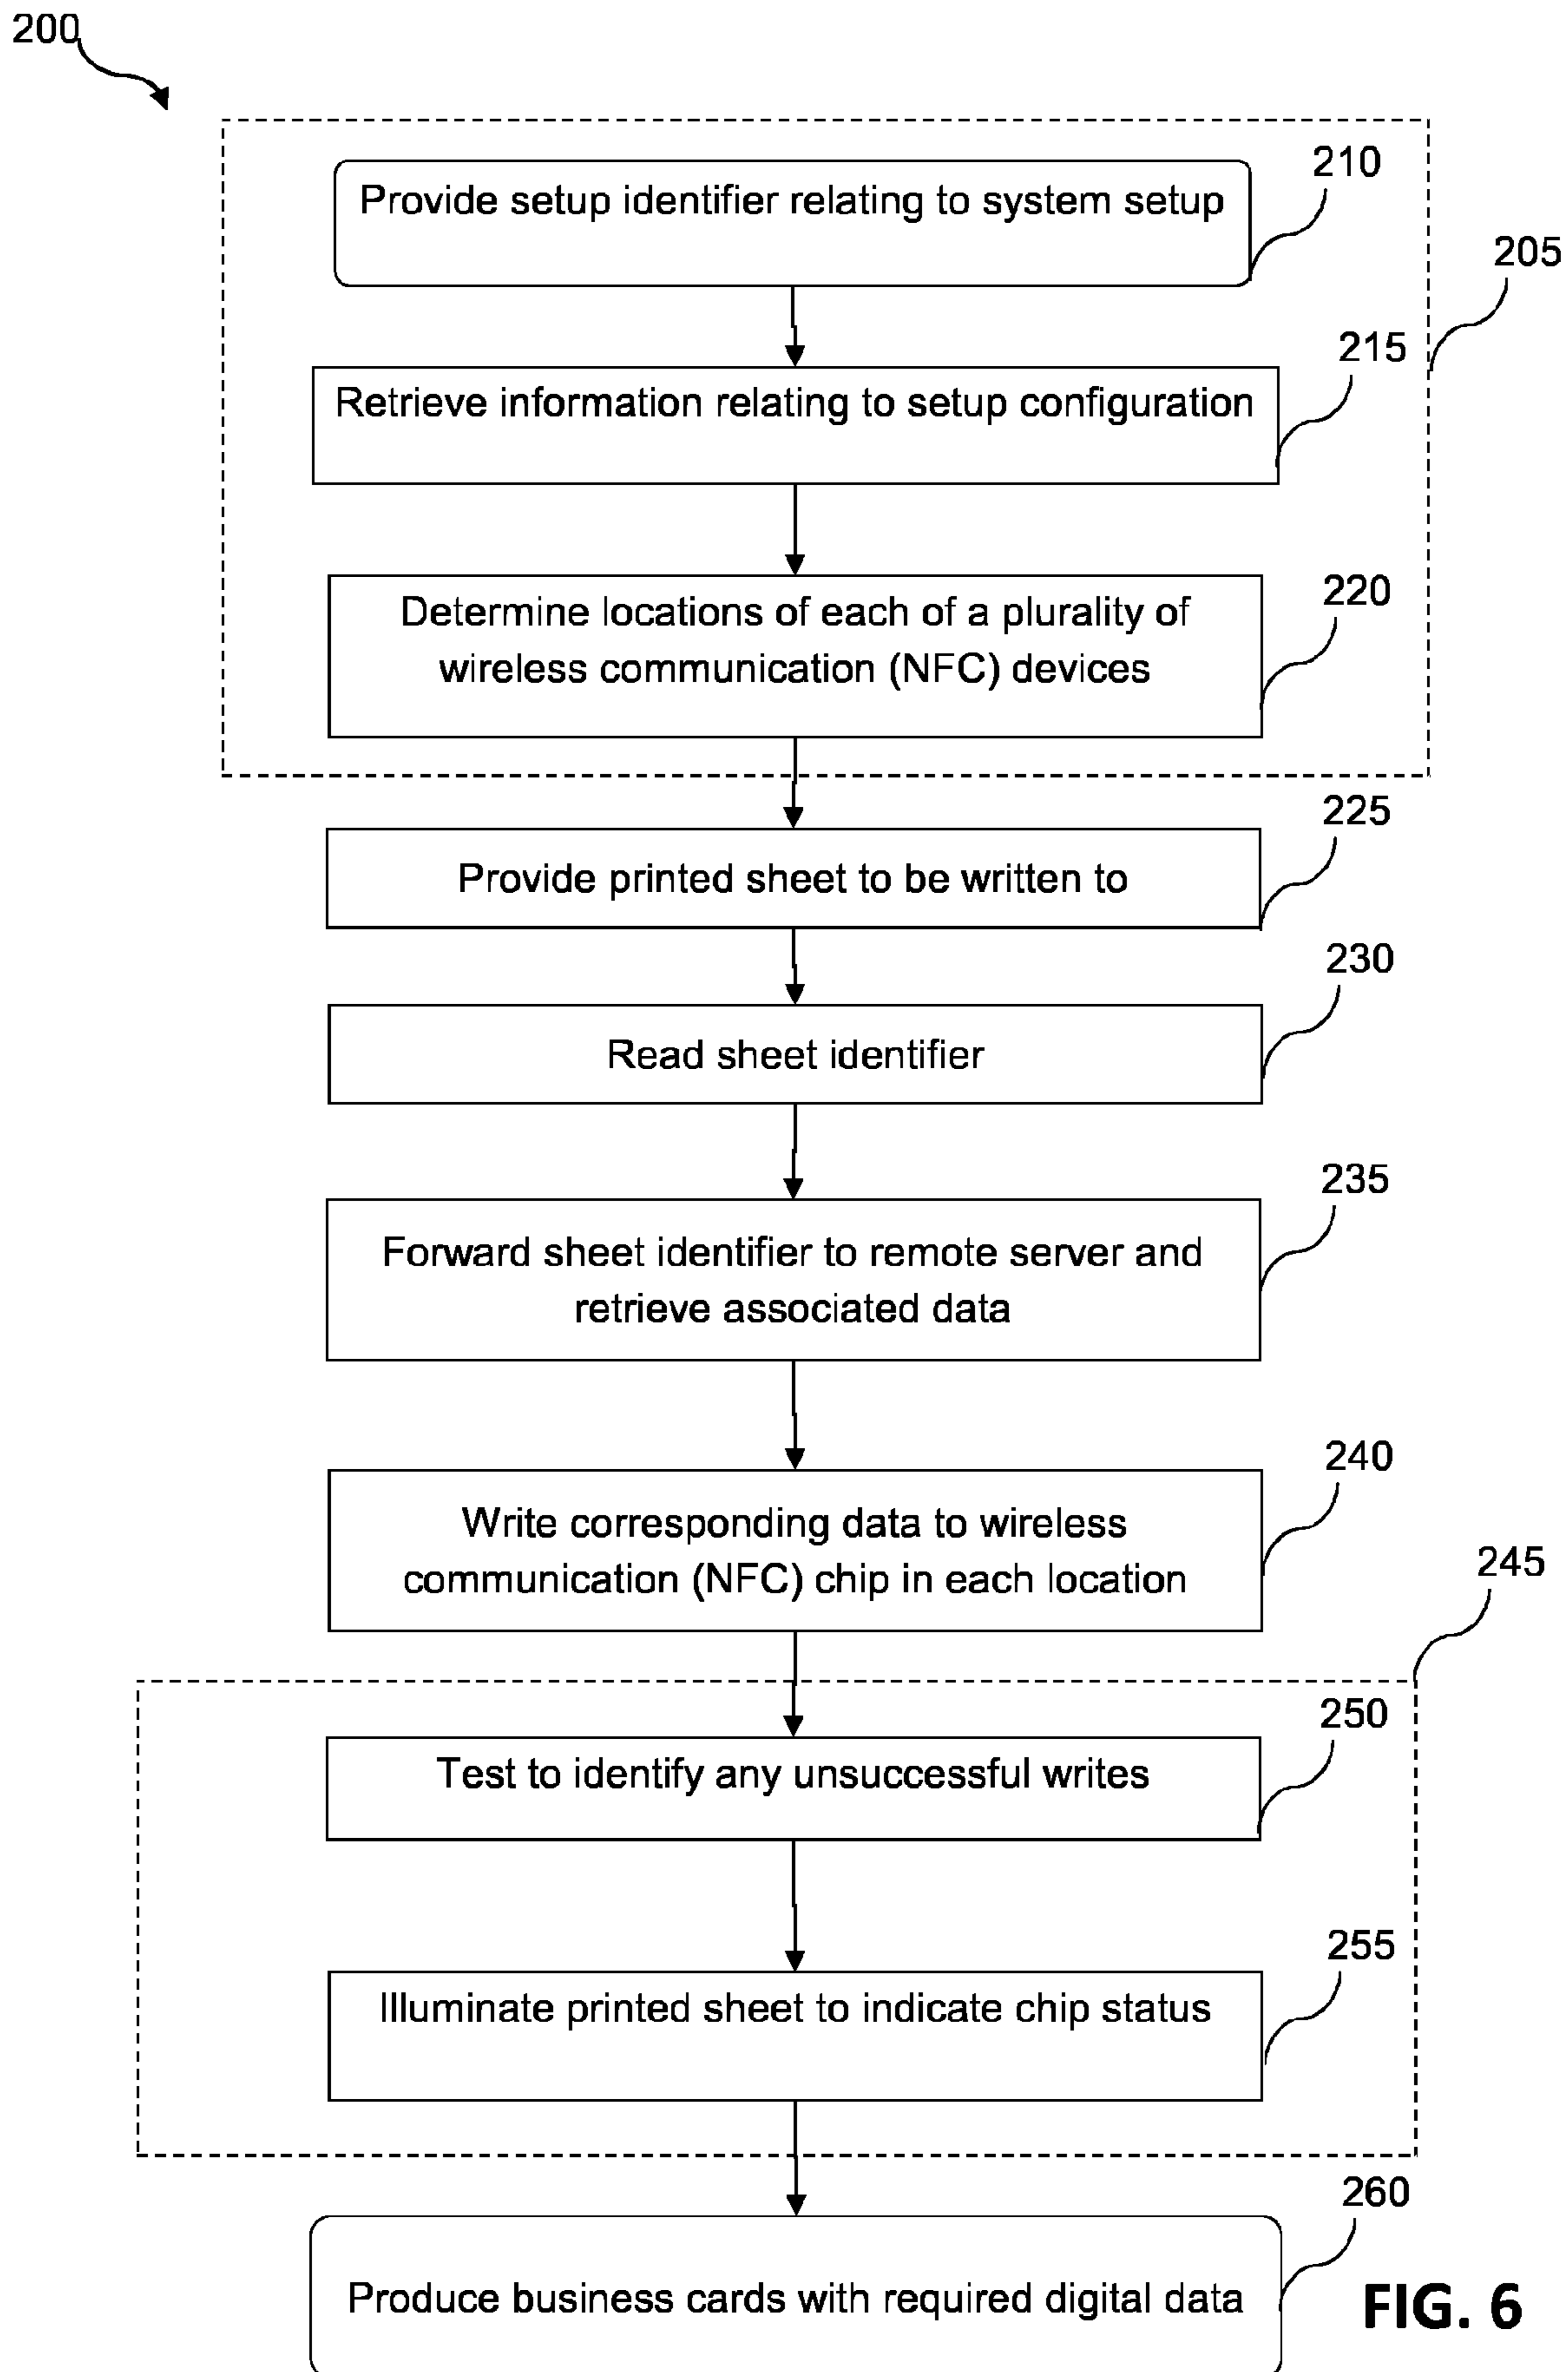 200
210
Provide setup identifier relating to system setup
205
215
Retrieve information relating to setup configuration
220
Determine locations of each of a plurality of
wireless communication (NFC) devices
225
Provide printed sheet to be written to
230
Read sheet identifier
235
Forward sheet identifier to remote server and
retrieve associated data
240
Write corresponding data to wireless
communication (NFC) chip in each location
245
250
Test to identify any unsuccessful writes
255
Illuminate printed sheet to indicate chip status
260
Produce business cards with required digital data
FIG. 6